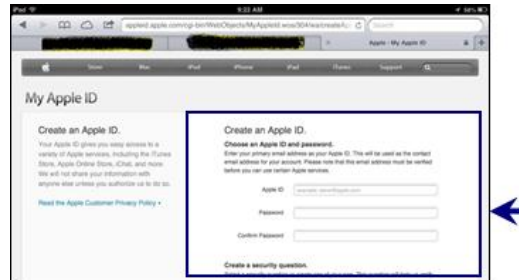 iPad
9:33 AM
appleid.apple.com/cgi-bin/WebObjects/MyAppleId.woa/
Apple - My Apple ID
Store Mac iPod iPhone iPad iTunes Support
My Apple ID
Create an Apple ID.
Your Apple ID gives you easy access to a
variety of Apple services, including the iTunes
Store, Apple Online Store, iChat, and more.
We will not share your information with
anyone else unless you authorize us to do so.
Read the Apple Customer Privacy Policy
Create an Apple ID.
Choose an Apple ID and password.
Enter your primary email address as your Apple ID. This will be used as the contact
email address for your account. Please note that this email address must be verified
before you can use certain Apple services.
Apple ID
Password
Confirm Password
Create a security question.